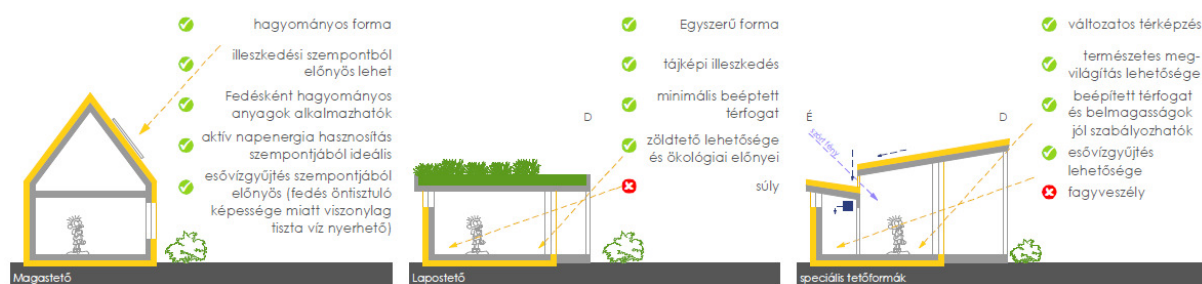 hagyományos forma
illeszkedési szempontból
előnyös lehet
Fedésként hagyományos
anyagok alkalmazhatók
aktív napenergia hasznosítás
szempontjából ideális
esővízgyűjtés szempontjából
előnyös (fedés öntisztuló
képessége miatt viszonylag
tiszta víz nyerhető)
Magastető
Egyszerű forma
tájképi illeszkedés
minimális beéptett
térfogat
D
zöldtető lehetősége
és ökológiai előnyei
súly
Lapostető
változatos térképzés
természetes meg-
világítás lehetősége
beépített térfogat
és belmagasságok
jól szabályozhatók
É
D
szórt fény
esővízgyűjtés
lehetősége
fagyveszély
speciális tetőformák